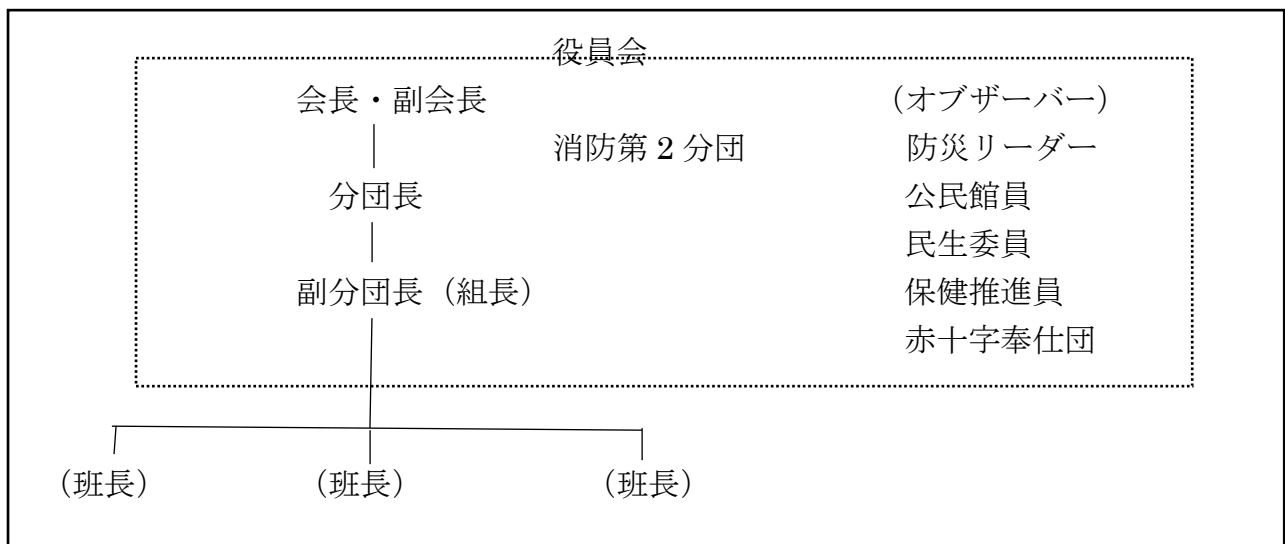 役員会
会長・副会長
(オブザーバー)
消防第2分団
防災リーダー
分団長
公民館員
民生委員
副分団長(組長)
保健推進員
赤十字奉仕団
(班長)
(班長)
(班長)